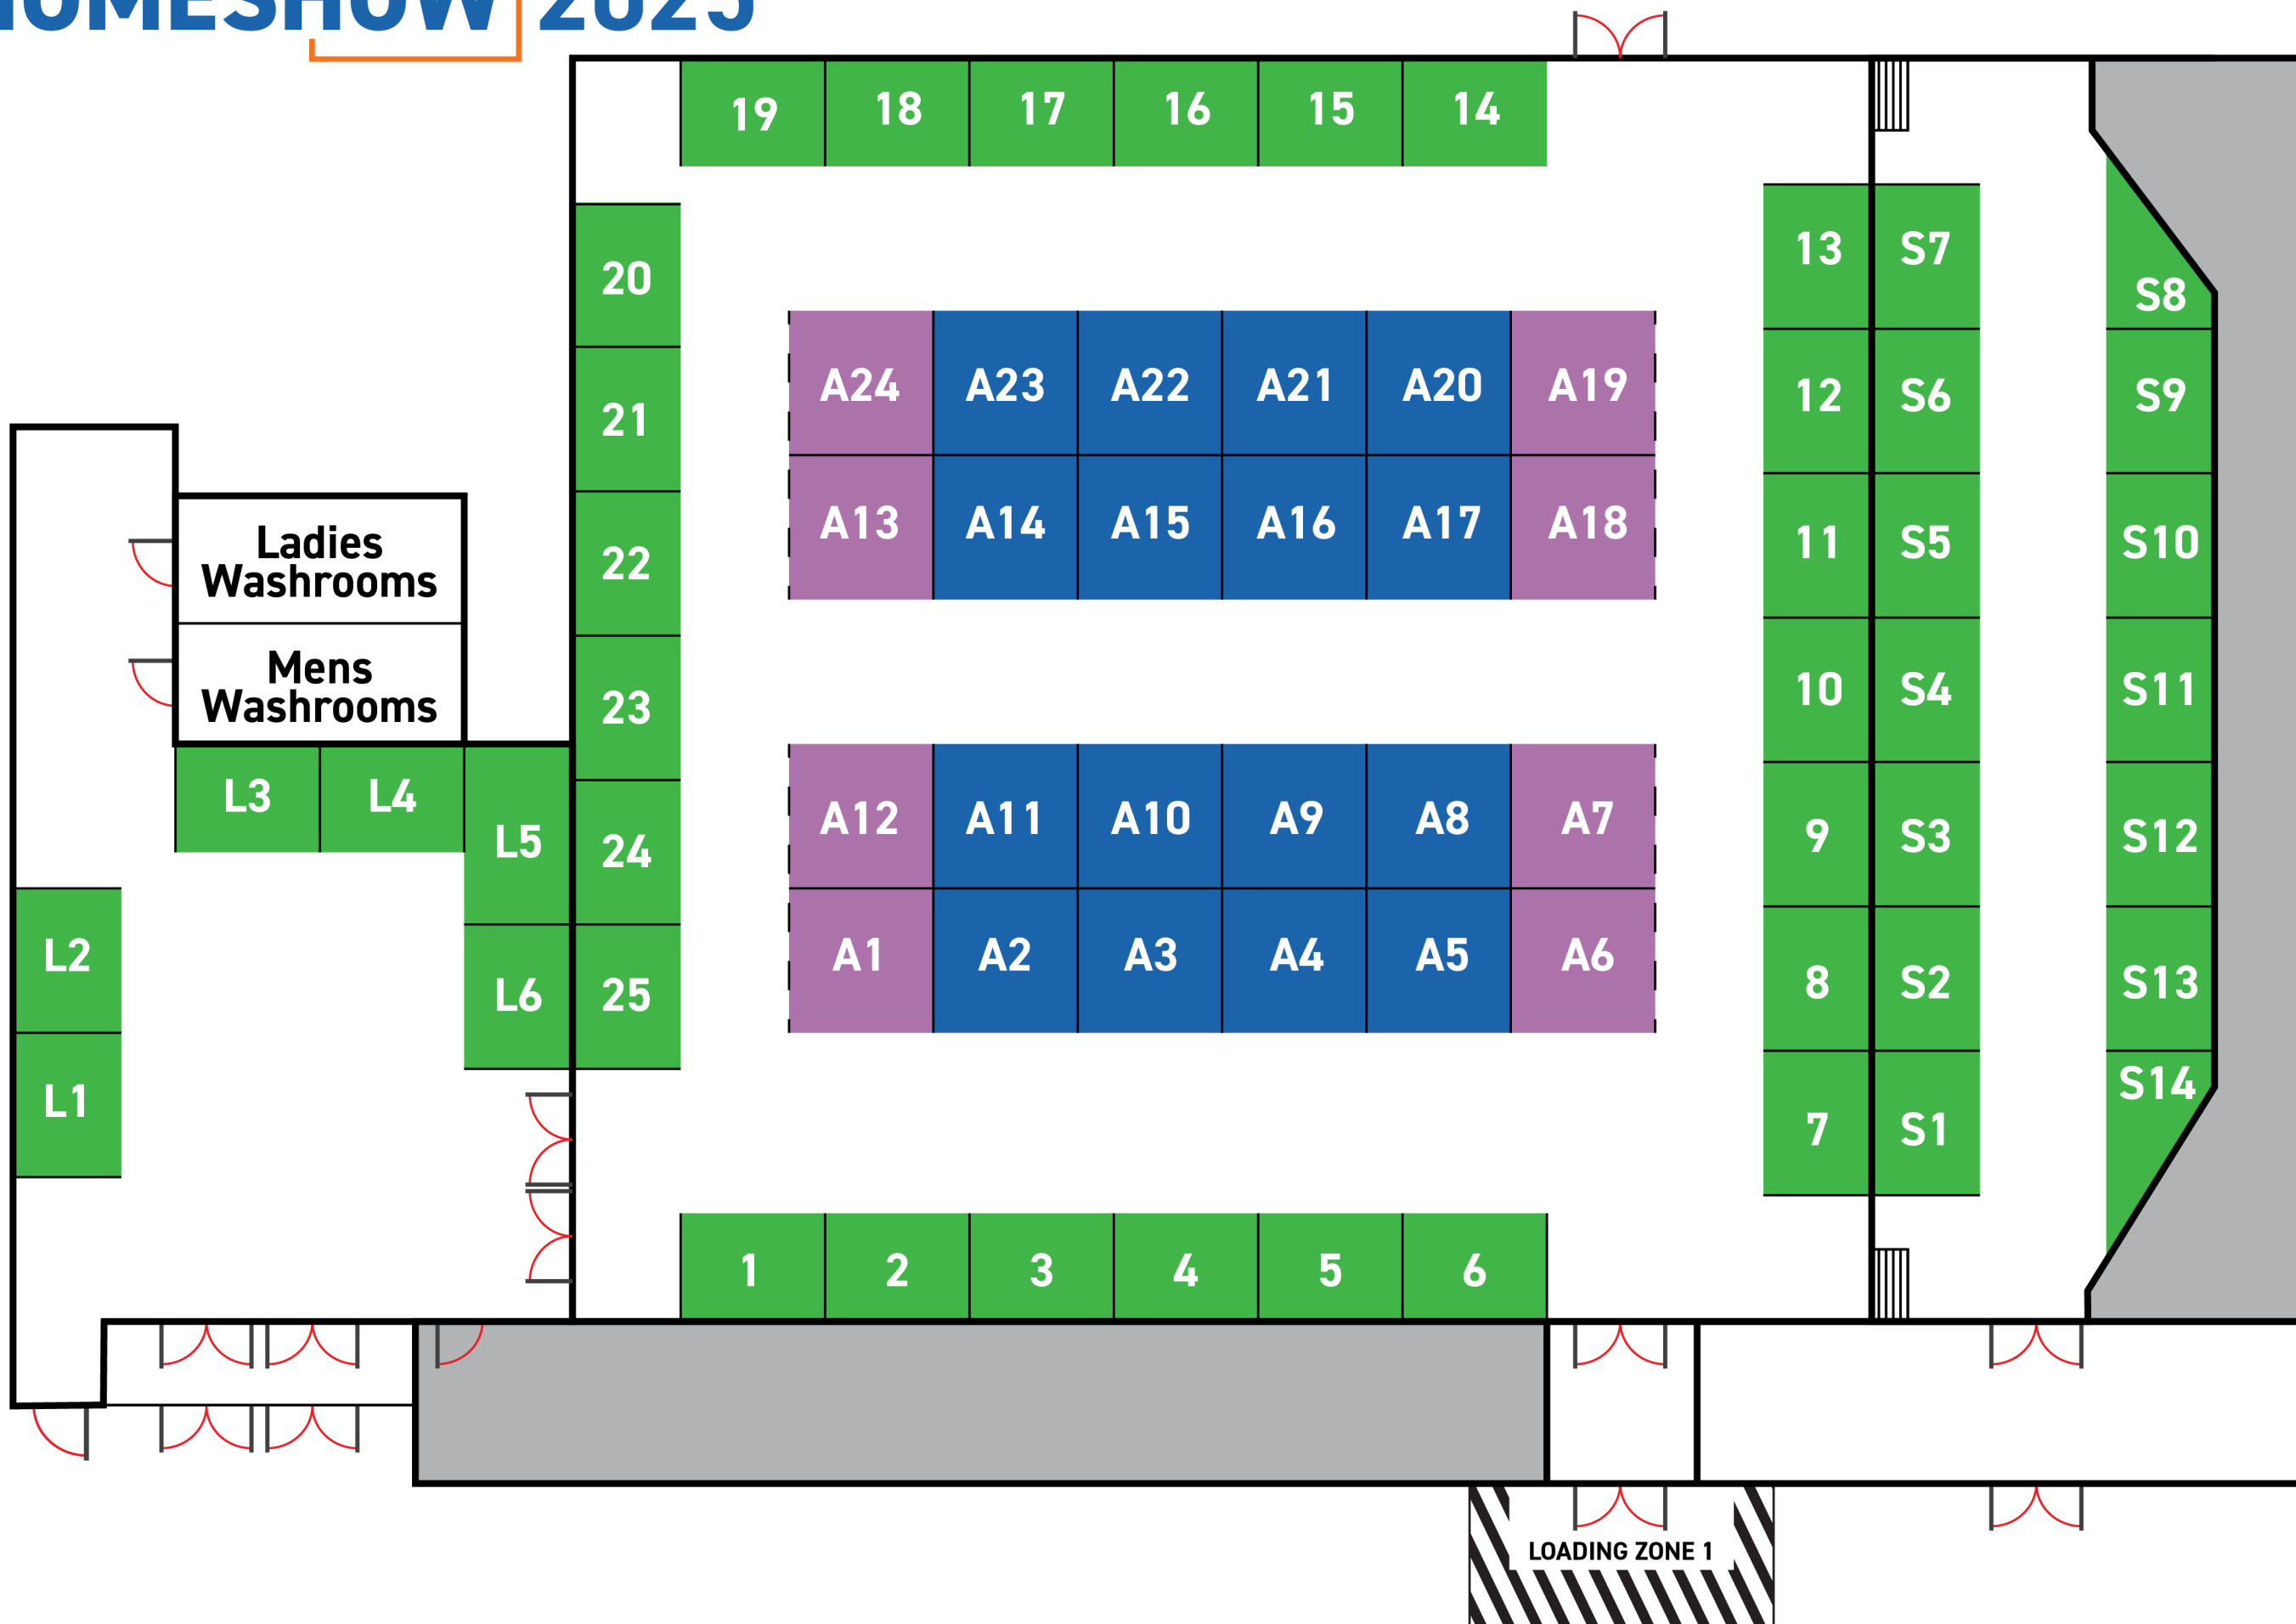 HOMESHOW 2025
19 18 17 16 15 14
20
21
22
23
24
25
13 S7
12 S6
11 S5
10 S4
9 S3
8 S2
7 S1
S8
S9
S10
S11
S12
S13
S14
A24 A23 A22 A21 A20 A19
A13 A14 A15 A16 A17 A18
A12 A11 A10 A9 A8 A7
A1 A2 A3 A4 A5 A6
Ladies
Washrooms
Mens
Washrooms
L3 L4
L5
L6
L2
L1
1 2 3 4 5 6
LOADING ZONE 1